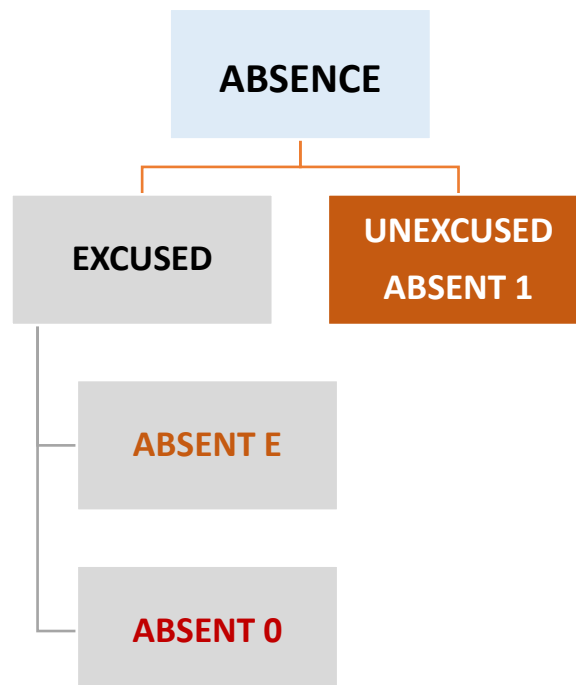 ABSENCE
EXCUSED
UNEXCUSED
ABSENT 1
ABSENT E
ABSENT 0